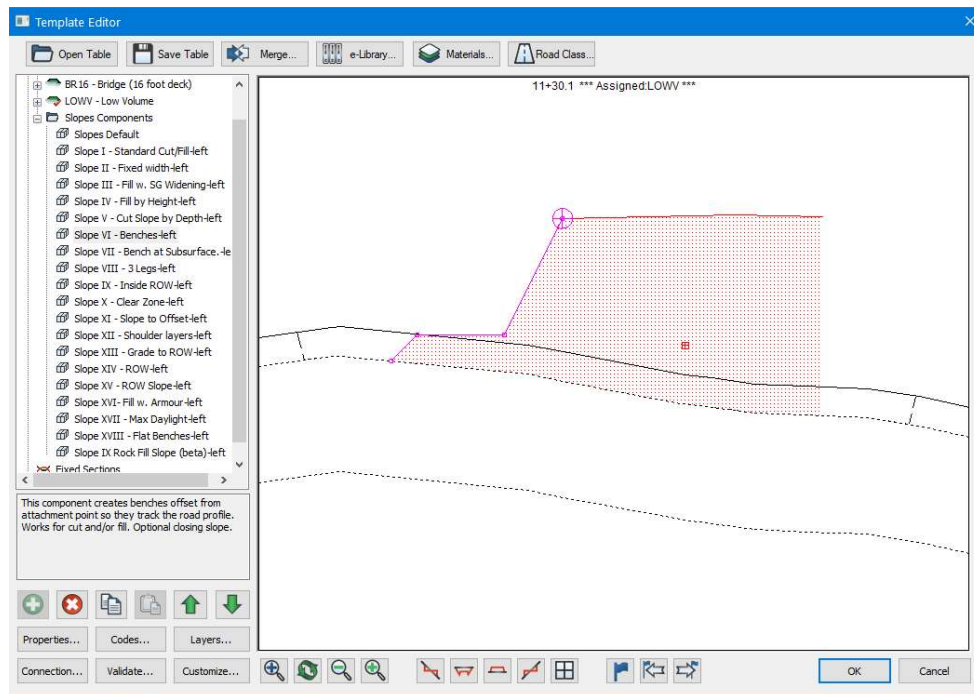 Template Editor
Open Table
Save Table
Merge...
e-Library...
Materials...
Road Class...
BR16 - Bridge (16 foot deck)
LOWV - Low Volume
Slopes Components
Slopes Default
Slope I - Standard Cut/Fill-left
Slope II - Fixed width-left
Slope III - Fill w. SG Widening-left
Slope IV - Fill by Height-left
Slope V - Cut Slope by Depth-left
Slope VI - Benches-left
Slope VII - Bench at Subsurface.-le
Slope VIII - 3 Legs-left
Slope IX - Inside ROW-left
Slope X - Clear Zone-left
Slope XI - Slope to Offset-left
Slope XII - Shoulder layers-left
Slope XIII - Grade to ROW-left
Slope XIV - ROW-left
Slope XV - ROW Slope-left
Slope XVI- Fill w. Armour-left
Slope XVII - Max Daylight-left
Slope XVIII - Flat Benches-left
Slope IX Rock Fill Slope (beta)-left
Fixed Sections
11+30.1 *** Assigned:LOWV ***
This component creates benches offset from
attachment point so they track the road profile.
Works for cut and/or fill. Optional closing slope.
Properties...
Codes...
Layers...
Connection...
Validate...
Customize...
OK
Cancel